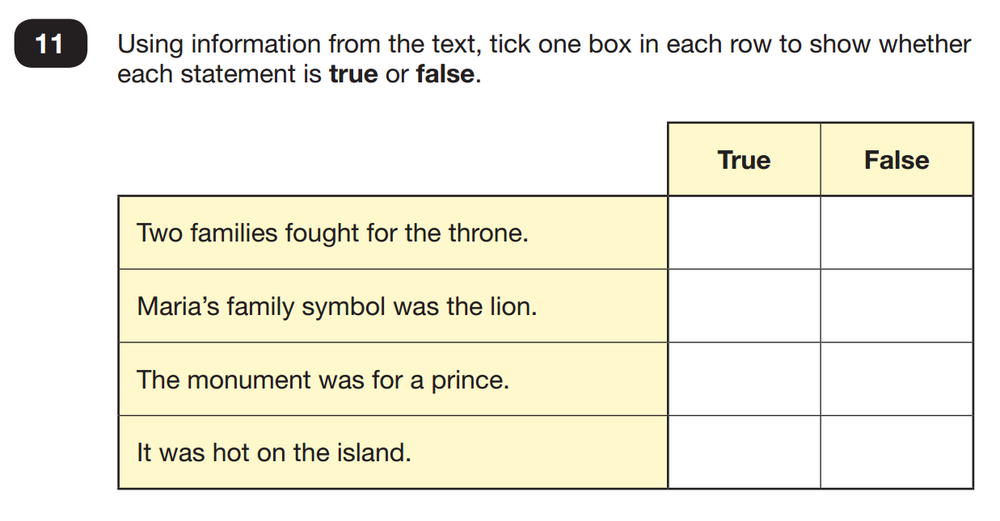 11
Using information from the text, tick one box in each row to show whether
each statement is true or false.
True False
Two families fought for the throne.
Maria’s family symbol was the lion.
The monument was for a prince.
It was hot on the island.